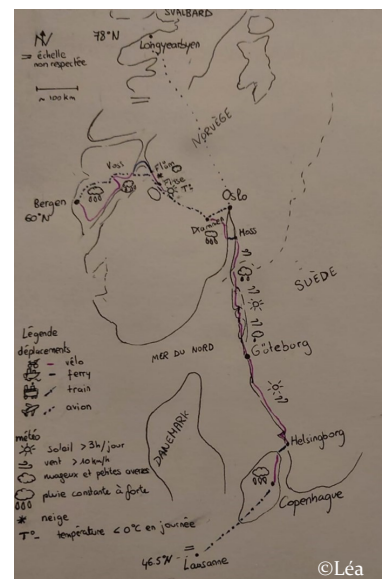 SVALBARD
N
78°N
Longyearbyen
= échelle
non respectée
~ 100 km
NORVÈGE
Voss
Flåm
Finse
T°-
Bergen
60°N
Oslo
Drammen
Moss
SUÈDE
MER DU NORD
Göteborg
Légende
déplacements
vélo
ferry
train
avion
météo
soleil >3h/jour
vent >10km/h
nuageux et petites averses
pluie constante à forte
neige
T°- température <0°C en journée
DANEMARK
Helsingborg
Copenhague
46.5°N
Lausanne
©Léa